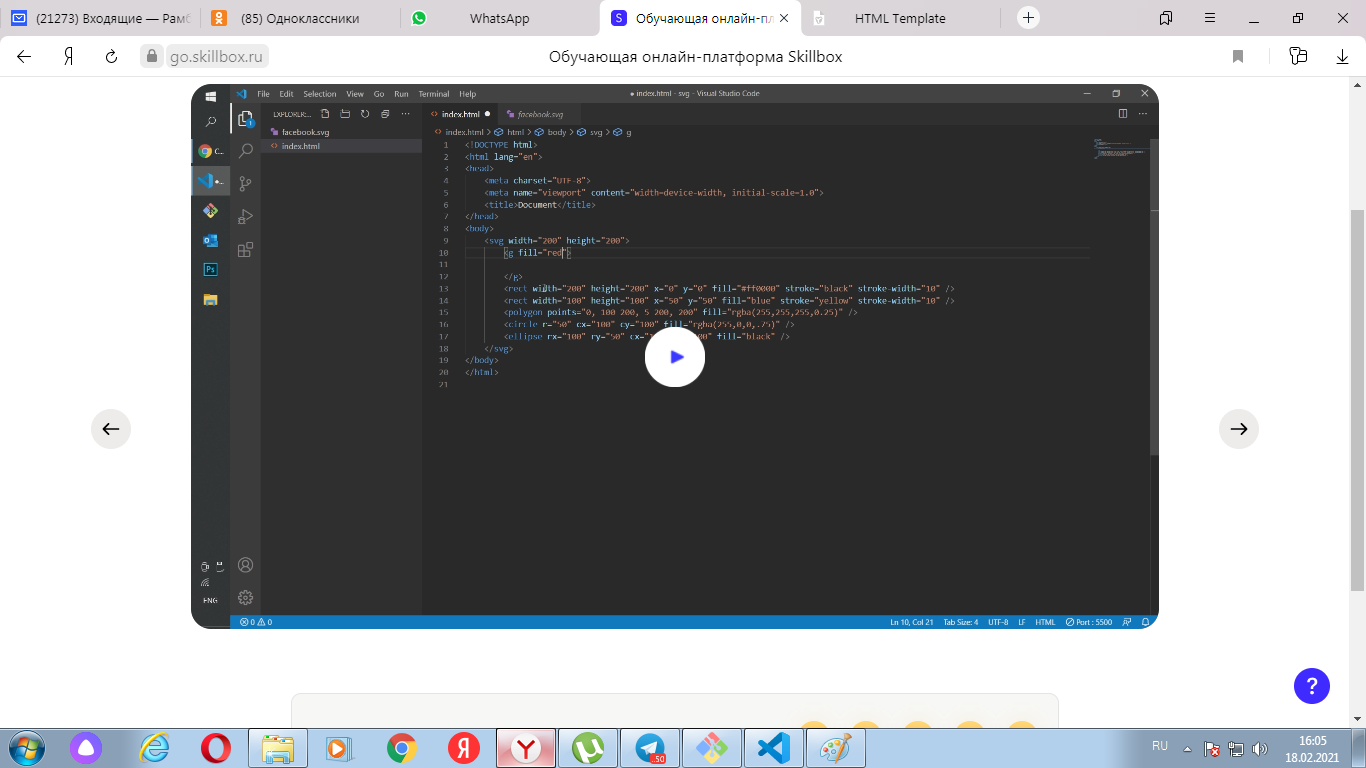 (21273) Входящие — Рамб
(85) Одноклассники
WhatsApp
Обучающая онлайн-пл
HTML Template
go.skillbox.ru
Обучающая онлайн-платформа Skillbox
File Edit Selection View Go Run Terminal Help
● index.html - svg - Visual Studio Code
EXPLORER:...
index.html ●
facebook.svg
facebook.svg
index.html
index.html > html > body > svg > g
1 <!DOCTYPE html>
2 <html lang="en">
3 <head>
4 <meta charset="UTF-8">
5 <meta name="viewport" content="width=device-width, initial-scale=1.0">
6 <title>Document</title>
7 </head>
8 <body>
9 <svg width="200" height="200">
10 <g fill="red">
11
12 </g>
13 <rect width="200" height="200" x="0" y="0" fill="#ff0000" stroke="black" stroke-width="10" />
14 <rect width="100" height="100" x="50" y="50" fill="blue" stroke="yellow" stroke-width="10" />
15 <polygon points="0, 100 200, 5 200, 200" fill="rgba(255,255,255,0.25)" />
16 <circle r="50" cx="100" cy="100" fill="rgba(255,0,0,.75)" />
17 <ellipse rx="100" ry="50" cx= fill="black" />
18 </svg>
19 </body>
20 </html>
21
C...
Ps
ENG
0 0
Ln 10, Col 21 Tab Size: 4 UTF-8 LF HTML Port : 5500
?
RU
16:05
18.02.2021